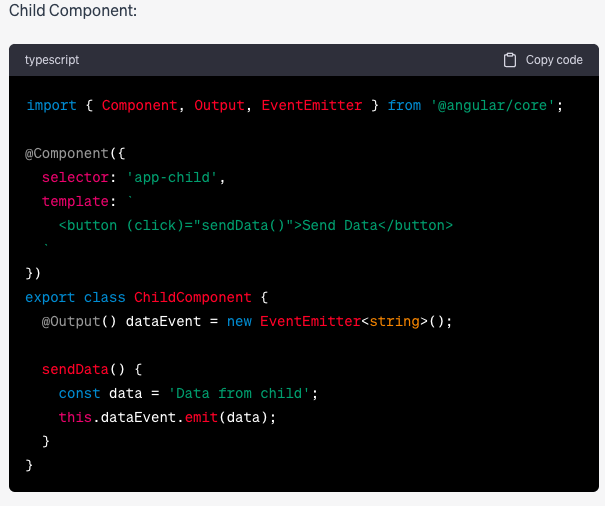 Child Component:
typescript Copy code
import { Component, Output, EventEmitter } from '@angular/core';
@Component({
  selector: 'app-child',
  template: `
    <button (click)="sendData()">Send Data</button>
  `
})
export class ChildComponent {
  @Output() dataEvent = new EventEmitter<string>();
  sendData() {
    const data = 'Data from child';
    this.dataEvent.emit(data);
  }
}